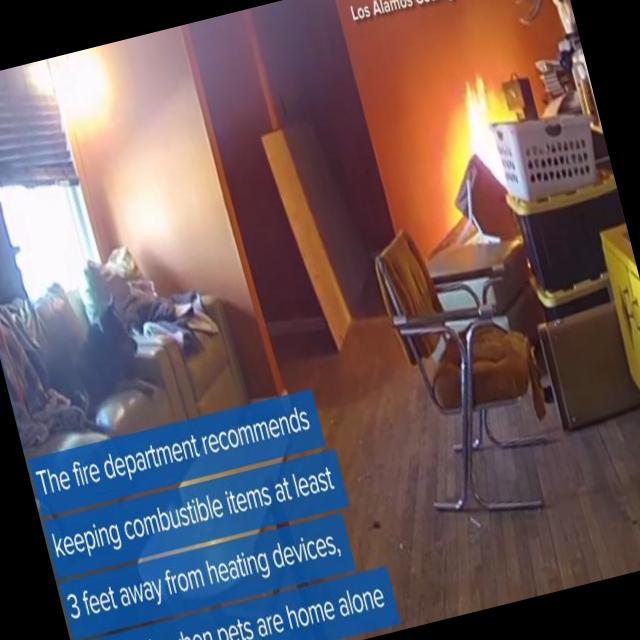 Los Alamos
The fire department recommends
keeping combustible items at least
3 feet away from heating devices,
when pets are home alone